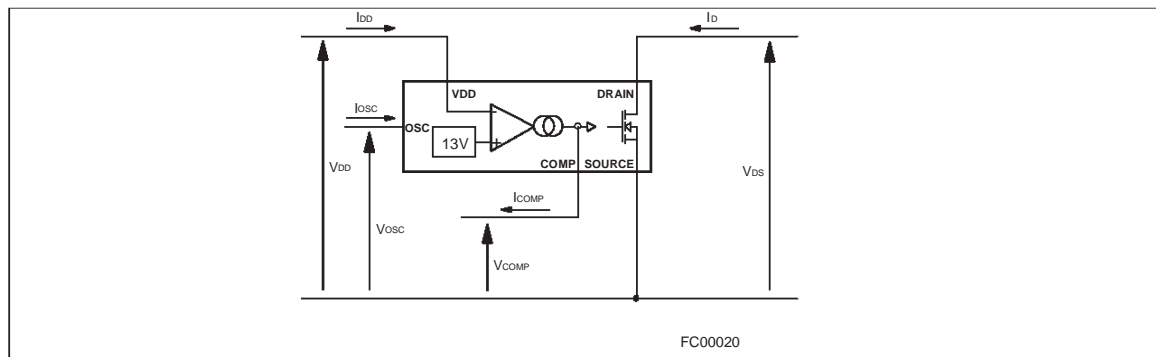 IDD
ID
VDD
DRAIN
IOSC
OSC
13V
COMP
SOURCE
VDD
VDS
ICOMP
VOSC
VCOMP
FC00020